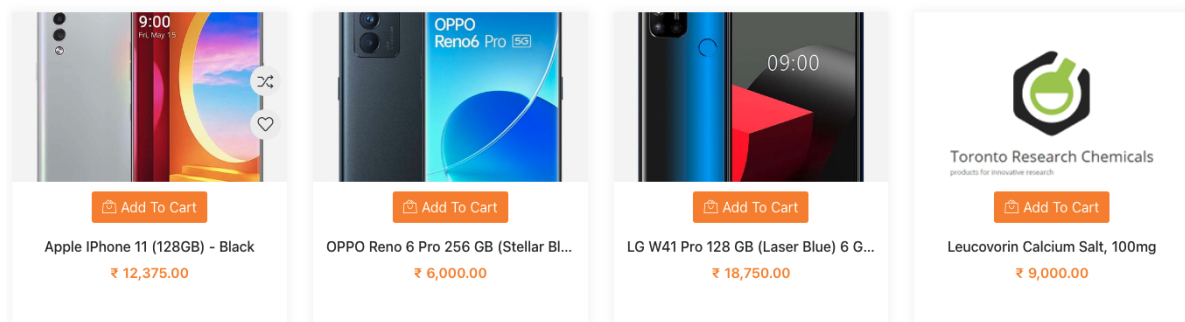 9:00
Fri, May 15
OPPO
Reno6 Pro 5G
09:00
Toronto Research Chemicals
products for innovative research
Add To Cart
Add To Cart
Add To Cart
Add To Cart
Apple IPhone 11 (128GB) - Black
OPPO Reno 6 Pro 256 GB (Stellar Bl...
LG W41 Pro 128 GB (Laser Blue) 6 G...
Leucovorin Calcium Salt, 100mg
₹ 12,375.00
₹ 6,000.00
₹ 18,750.00
₹ 9,000.00